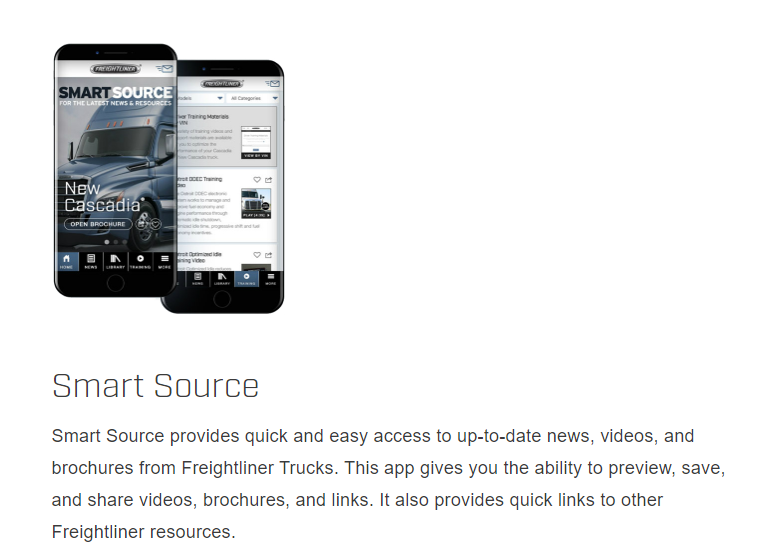 FREIGHTLINER
SMARTSOURCE
FOR THE LATEST NEWS & RESOURCES
New
Cascadia
OPEN BROCHURE
HOME NEWS LIBRARY TRAINING MORE
FREIGHTLINER
All Categories
Training Materials
VIN
VIEW BY VIN
DDEC Training
PLAY
Optimized Idle
Training Video
NEWS LIBRARY TRAINING MORE
Smart Source
Smart Source provides quick and easy access to up-to-date news, videos, and
brochures from Freightliner Trucks. This app gives you the ability to preview, save,
and share videos, brochures, and links. It also provides quick links to other
Freightliner resources.